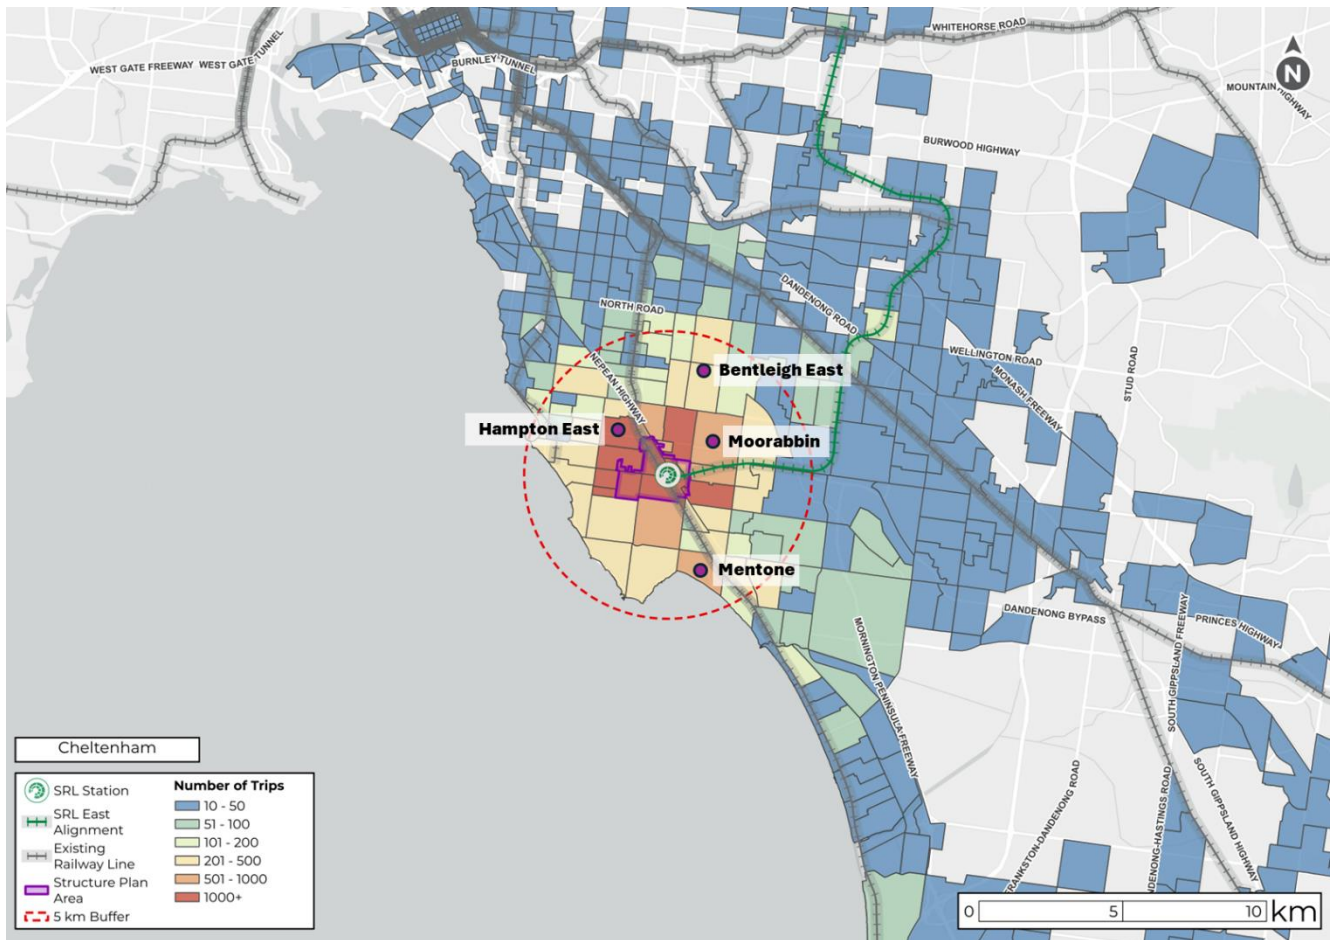 WHITEHORSE ROAD
WEST GATE FREEWAY
WEST GATE TUNNEL
BURNLEY TUNNEL
N
MOUNTAIN HIGHWAY
BURWOOD HIGHWAY
DANDENONG ROAD
NORTH ROAD
WELLINGTON ROAD
STUD ROAD
MONASH FREEWAY
NEPEAN HIGHWAY
Bentleigh East
Hampton East
Moorabbin
Mentone
DANDENONG BYPASS
PRINCES HIGHWAY
SOUTH GIPPSLAND FREEWAY
MORNINGTON PENINSULA FREEWAY
SOUTH GIPPSLAND HIGHWAY
FRANKSTON-DANDENONG ROAD
NDENONG-HASTINGS ROAD
Cheltenham
SRL Station
SRL East
Alignment
Existing
Railway Line
Structure Plan
Area
5 km Buffer
Number of Trips
10 - 50
51 - 100
101 - 200
201 - 500
501 - 1000
1000+
0 5 10 km